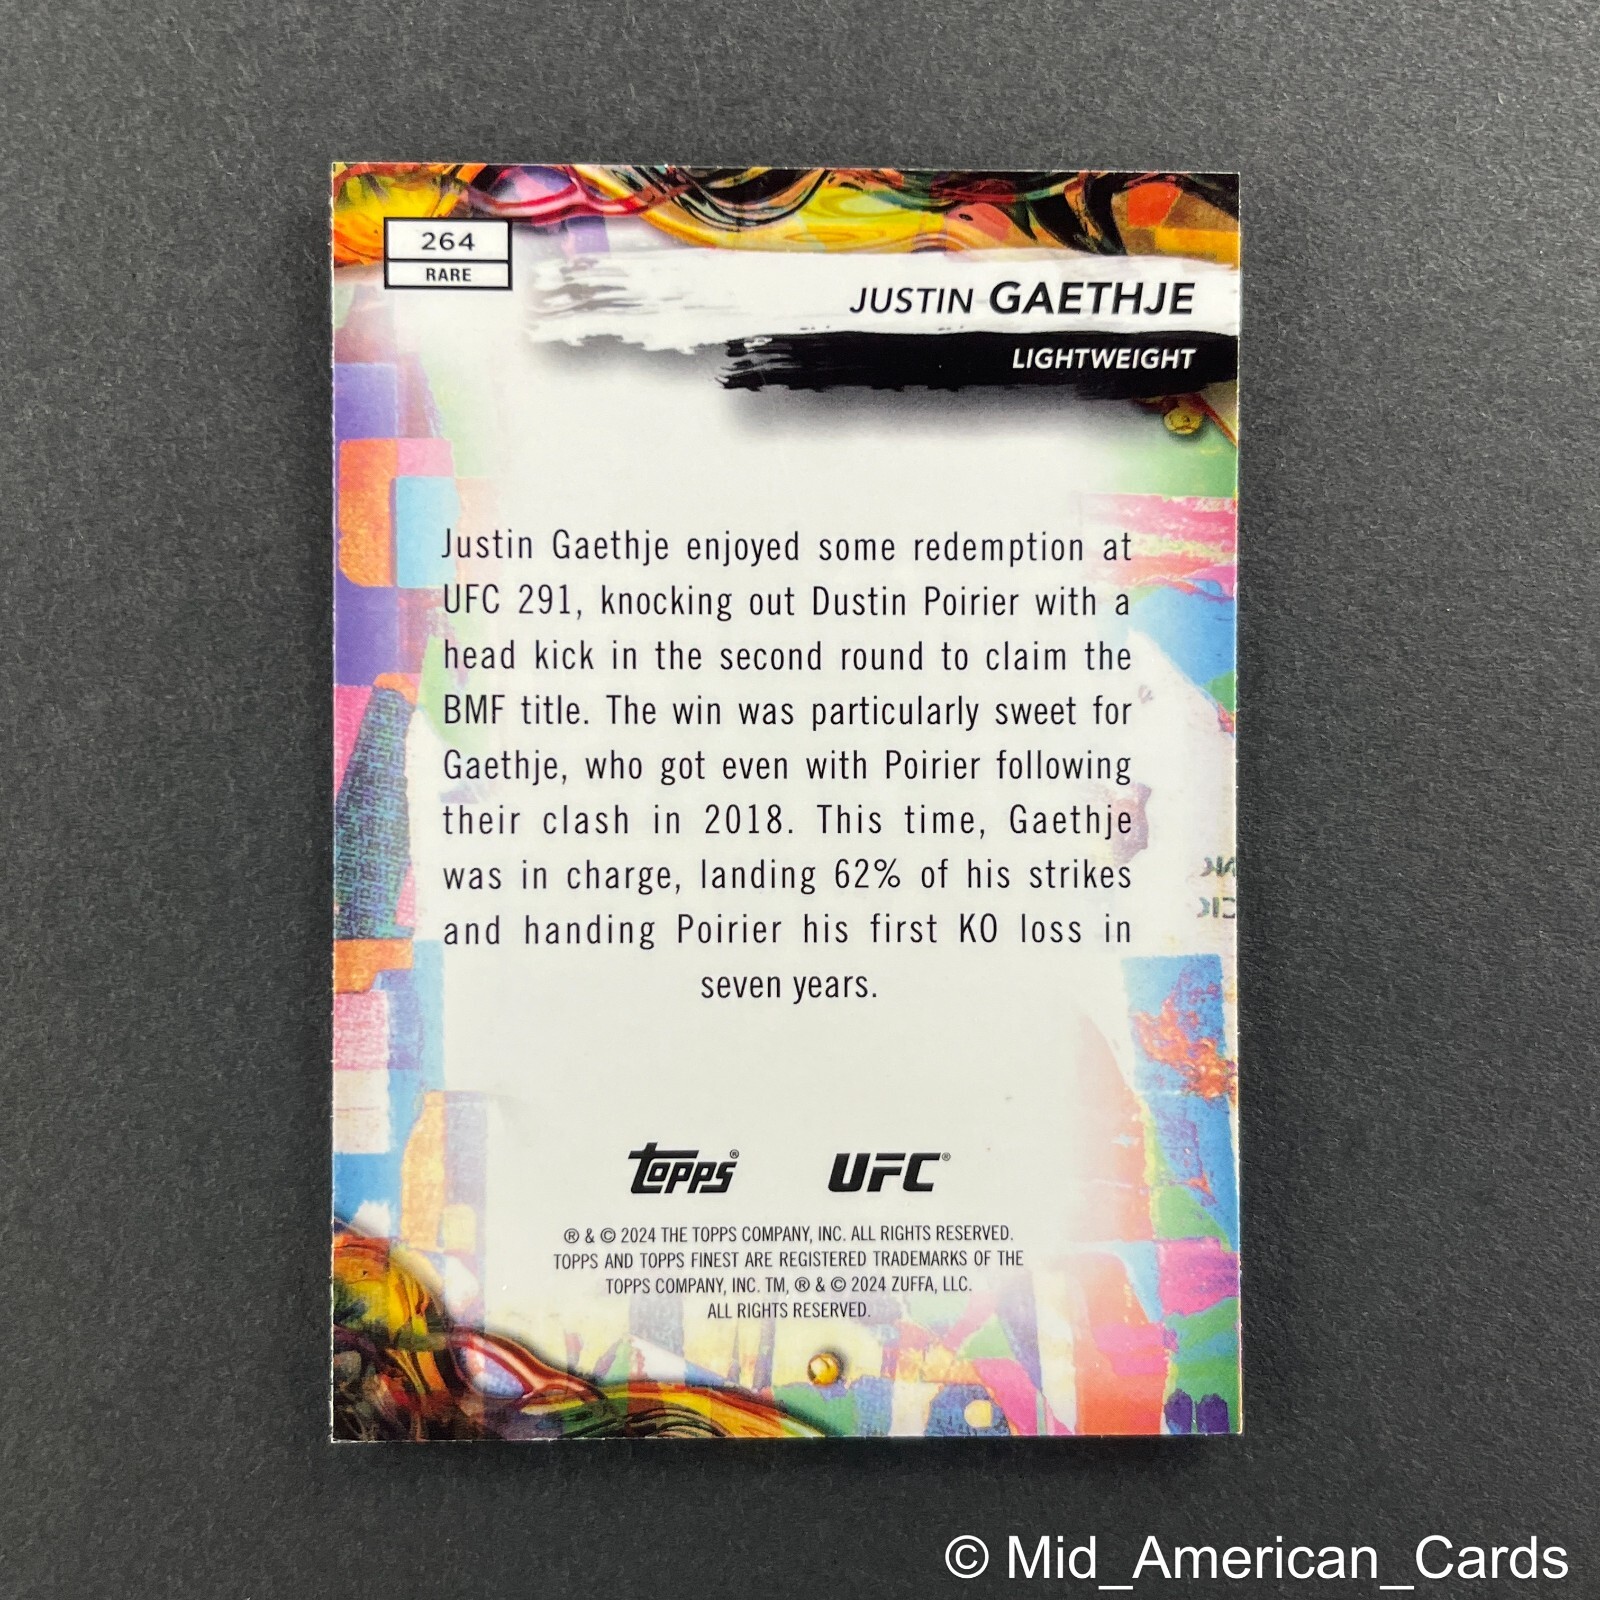 264
RARE
JUSTIN GAETHJE
LIGHTWEIGHT
Justin Gaethje enjoyed some redemption at
UFC 291, knocking out Dustin Poirier with a
head kick in the second round to claim the
BMF title. The win was particularly sweet for
Gaethje, who got even with Poirier following
their clash in 2018. This time, Gaethje
was in charge, landing 62% of his strikes
and handing Poirier his first KO loss in
seven years.
TOPPS® UFC®
® & © 2024 THE TOPPS COMPANY, INC. ALL RIGHTS RESERVED.
TOPPS AND TOPPS FINEST ARE REGISTERED TRADEMARKS OF THE
TOPPS COMPANY, INC. TM, ® & © 2024 ZUFFA, LLC.
ALL RIGHTS RESERVED.
© Mid_American_Cards